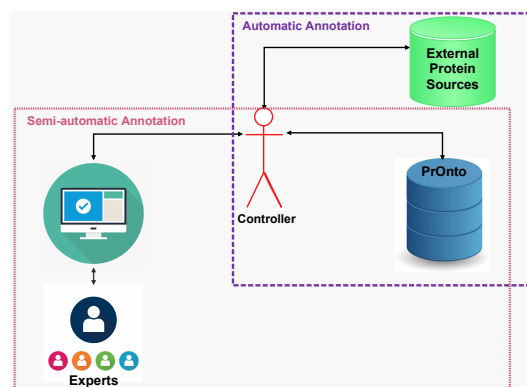 Automatic Annotation
External
Protein
Sources
Semi-automatic Annotation
PrOnto
Controller
Experts